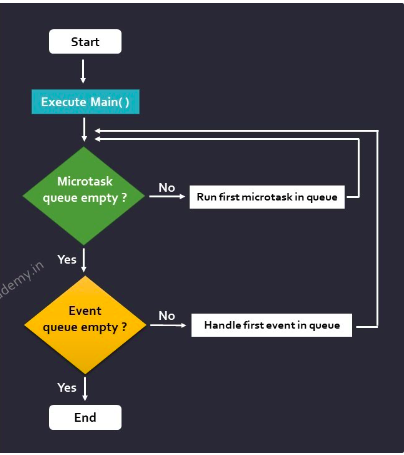 Start
Execute Main( )
Microtask
queue empty ?
No
Run first microtask in queue
Yes
Event
queue empty ?
No
Handle first event in queue
Yes
End
demy.in